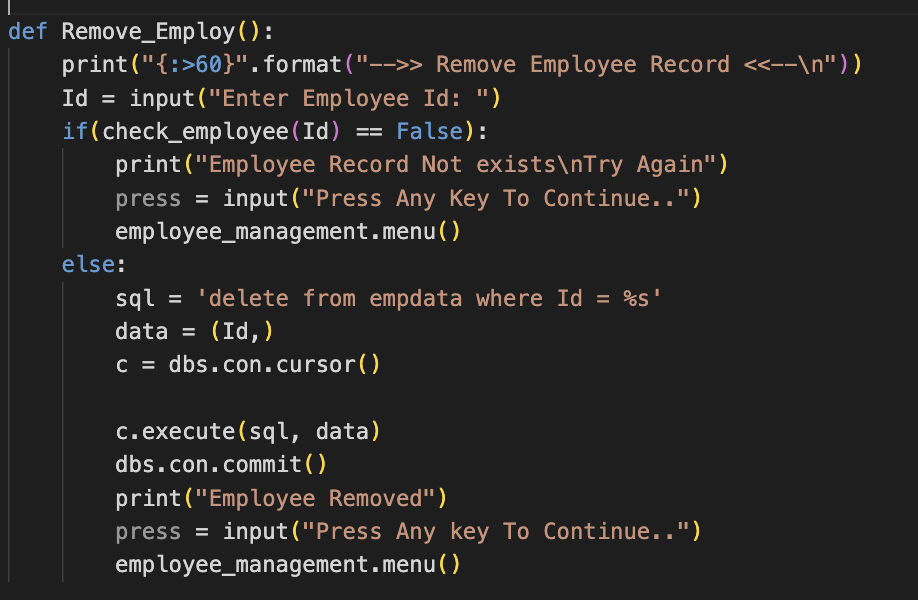 def Remove_Employ():
    print("{:>60}".format("-->> Remove Employee Record <<--\n"))
    Id = input("Enter Employee Id: ")
    if(check_employee(Id) == False):
        print("Employee Record Not exists\nTry Again")
        press = input("Press Any Key To Continue..")
        employee_management.menu()
    else:
        sql = 'delete from empdata where Id = %s'
        data = (Id,)
        c = dbs.con.cursor()

        c.execute(sql, data)
        dbs.con.commit()
        print("Employee Removed")
        press = input("Press Any key To Continue..")
        employee_management.menu()